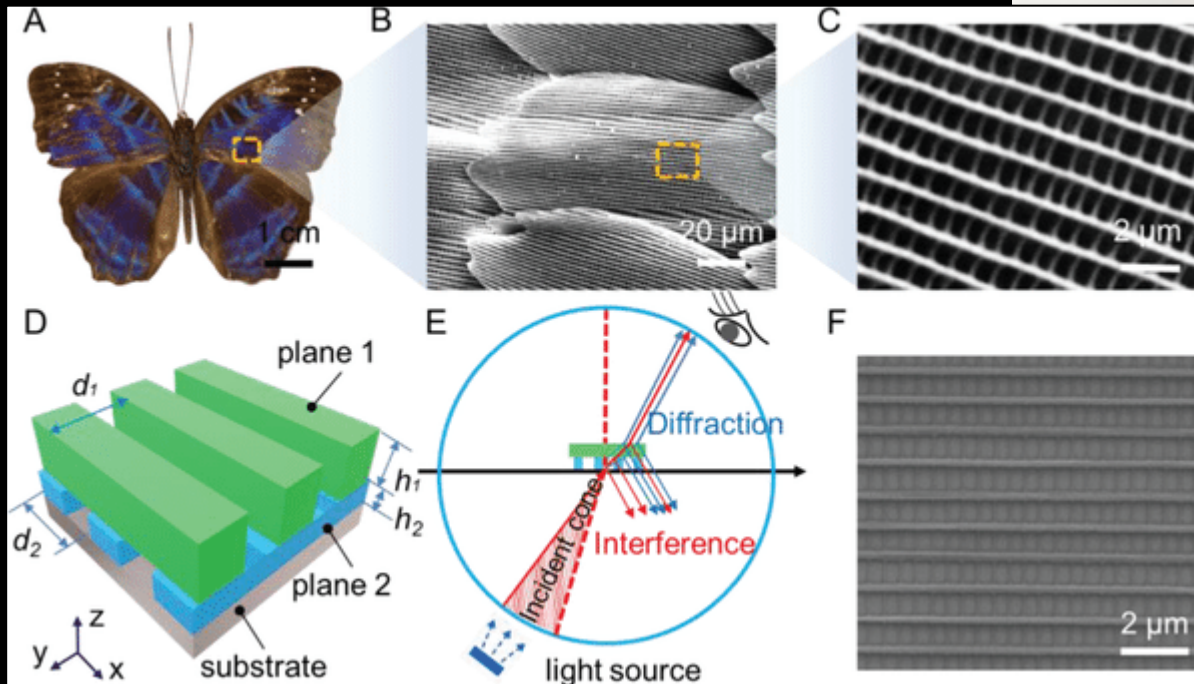 A
1 cm
B
20 µm
C
2 µm
D
plane 1
d₁
h₁
h₂
d₂
plane 2
substrate
z
y
x
E
Diffraction
Interference
Incident cone
light source
F
2 µm